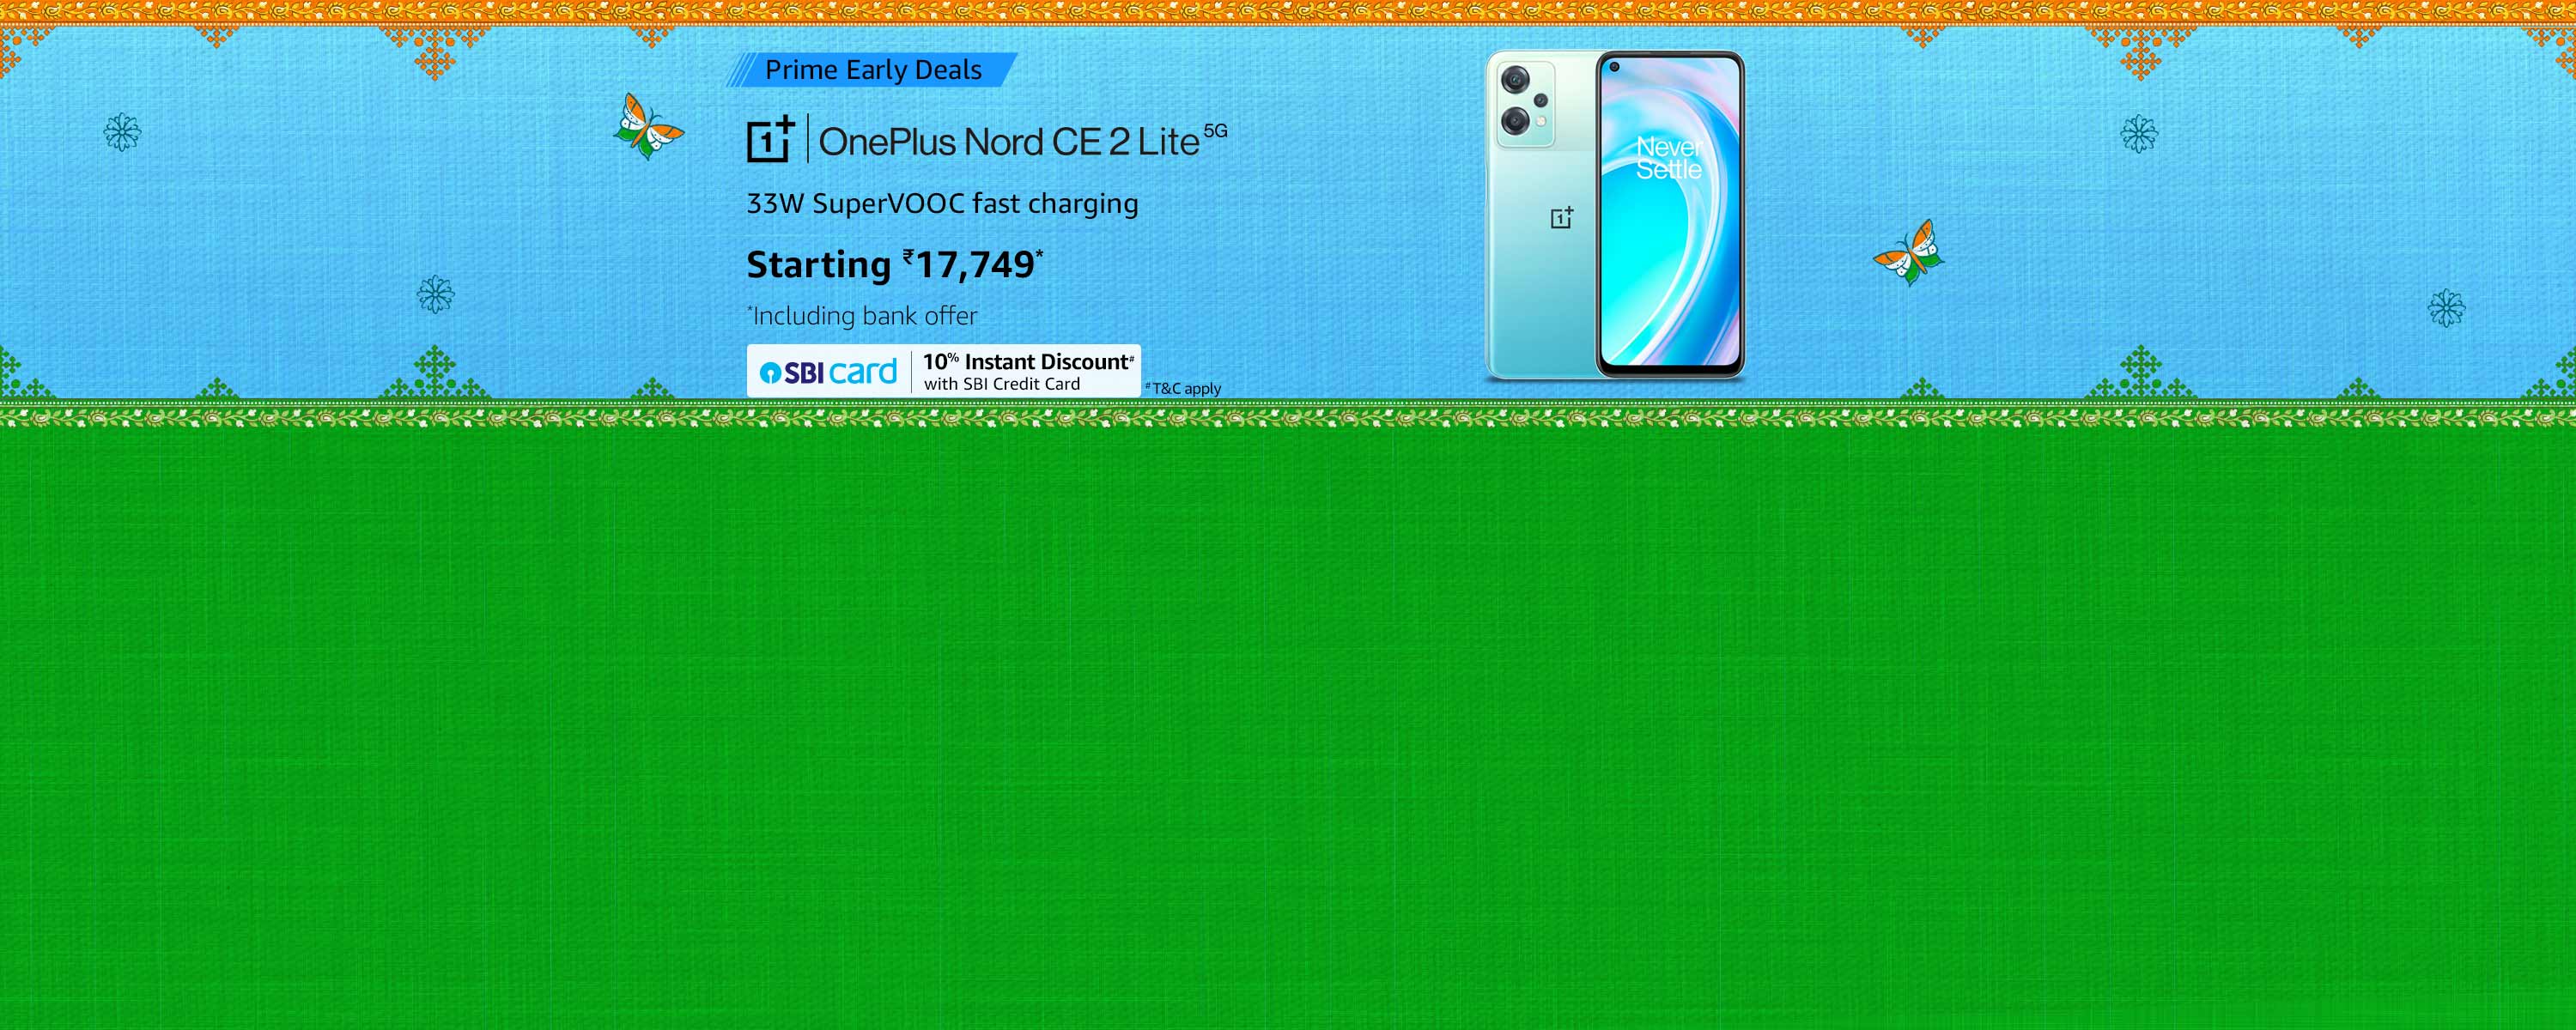 Prime Early Deals
1+ | OnePlus Nord CE 2 Lite 5G
33W SuperVOOC fast charging
Starting ₹17,749*
*Including bank offer
SBI card
10% Instant Discount#
with SBI Credit Card
#T&C apply
Never
Settle
1+